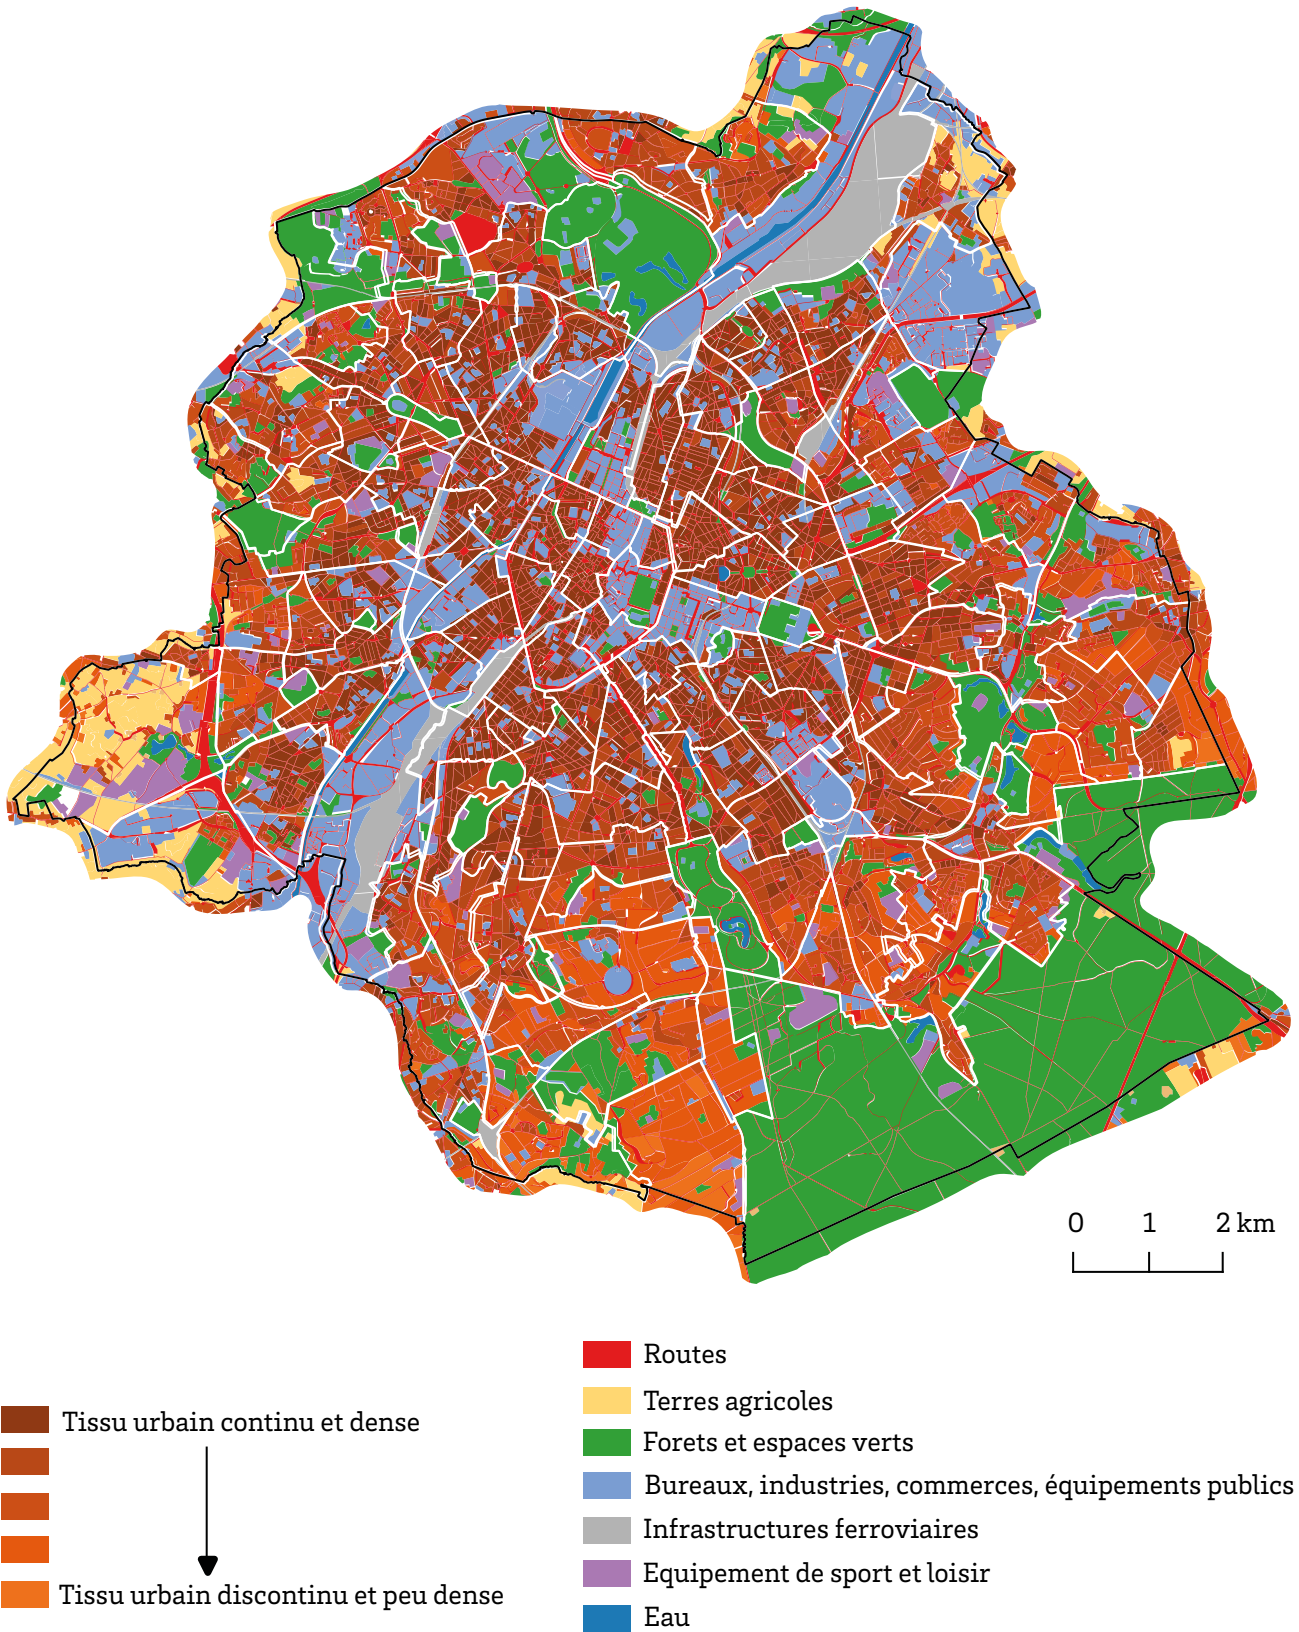 0 1 2 km
Routes
Terres agricoles
Forets et espaces verts
Bureaux, industries, commerces, équipements publics
Infrastructures ferroviaires
Equipement de sport et loisir
Eau
Tissu urbain continu et dense
Tissu urbain discontinu et peu dense